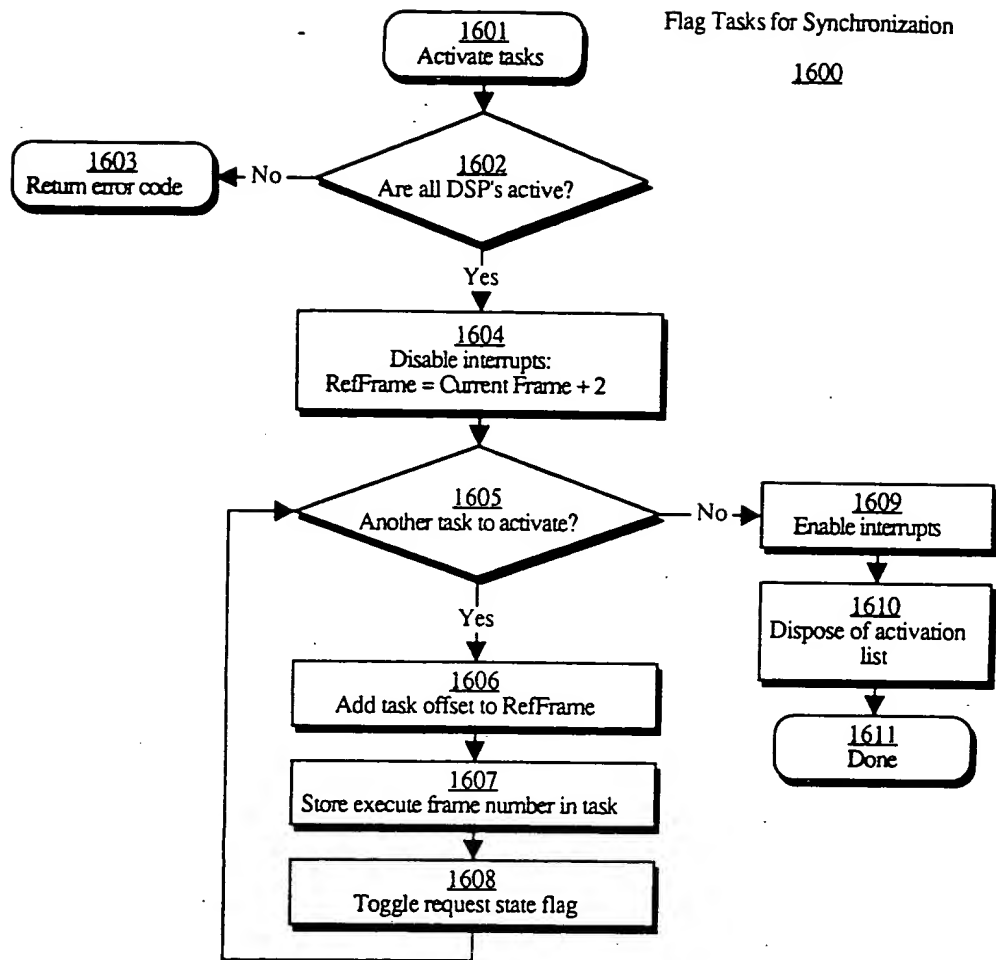 Flag Tasks for Synchronization
1600
1601
Activate tasks
1602
Are all DSP's active?
No
1603
Return error code
Yes
1604
Disable interrupts:
RefFrame = Current Frame + 2
1605
Another task to activate?
No
1609
Enable interrupts
1610
Dispose of activation
list
1611
Done
Yes
1606
Add task offset to RefFrame
1607
Store execute frame number in task
1608
Toggle request state flag